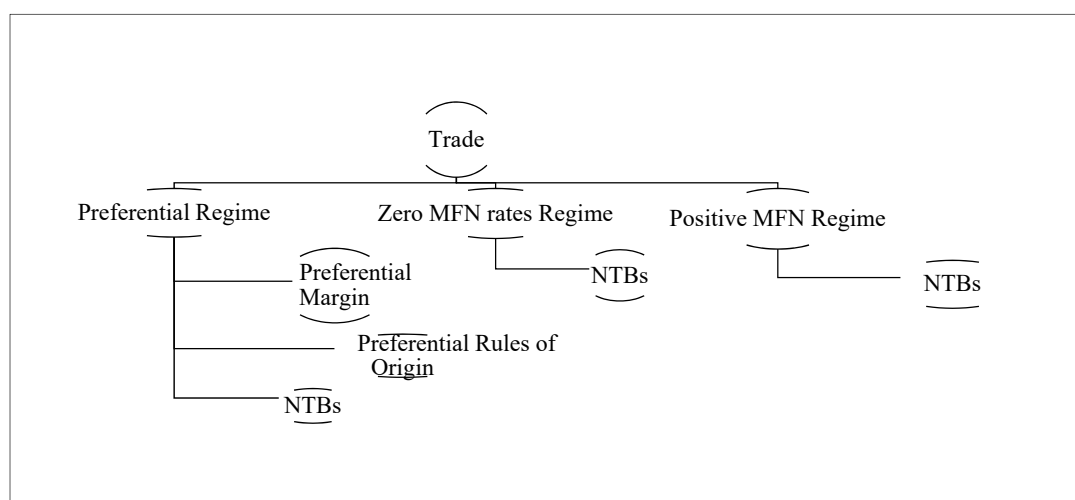 Trade
Preferential Regime
Zero MFN rates Regime
Positive MFN Regime
Preferential
Margin
NTBs
NTBs
Preferential Rules of
Origin
NTBs